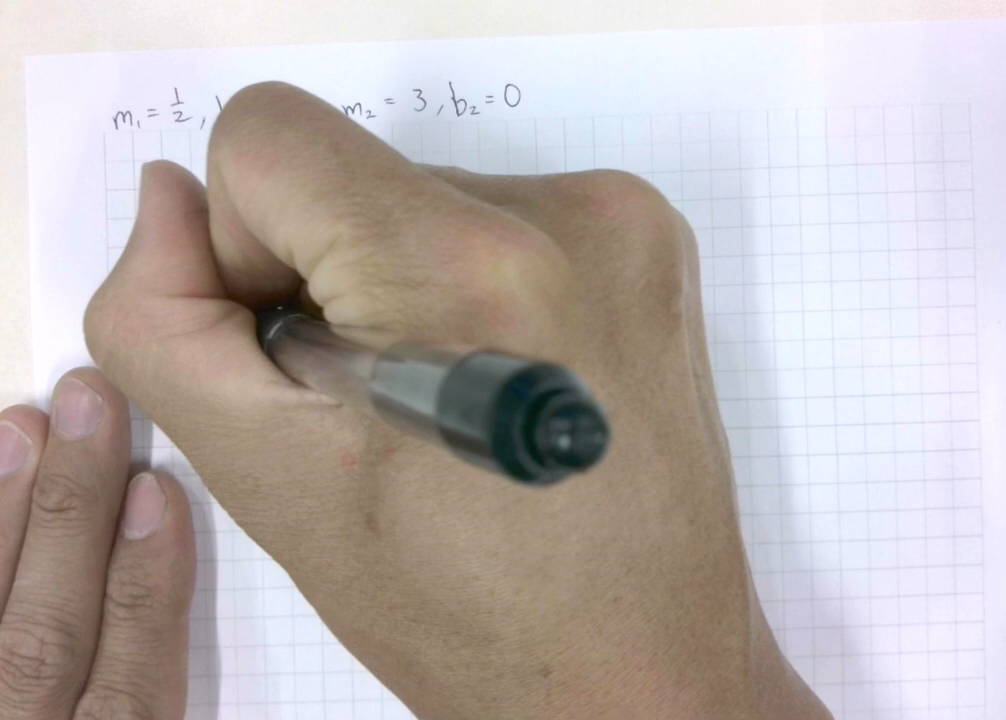 m₁ = 1/2, m₂ = 3, b₂ = 0